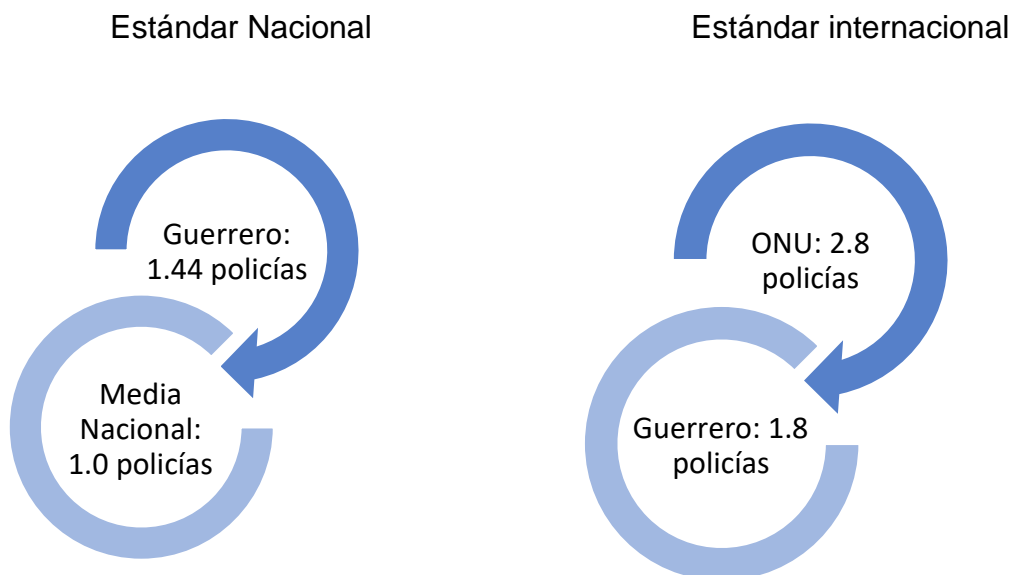 Estándar Nacional
Estándar internacional
Guerrero:
1.44 policías
Media
Nacional:
1.0 policías
ONU: 2.8
policías
Guerrero: 1.8
policías